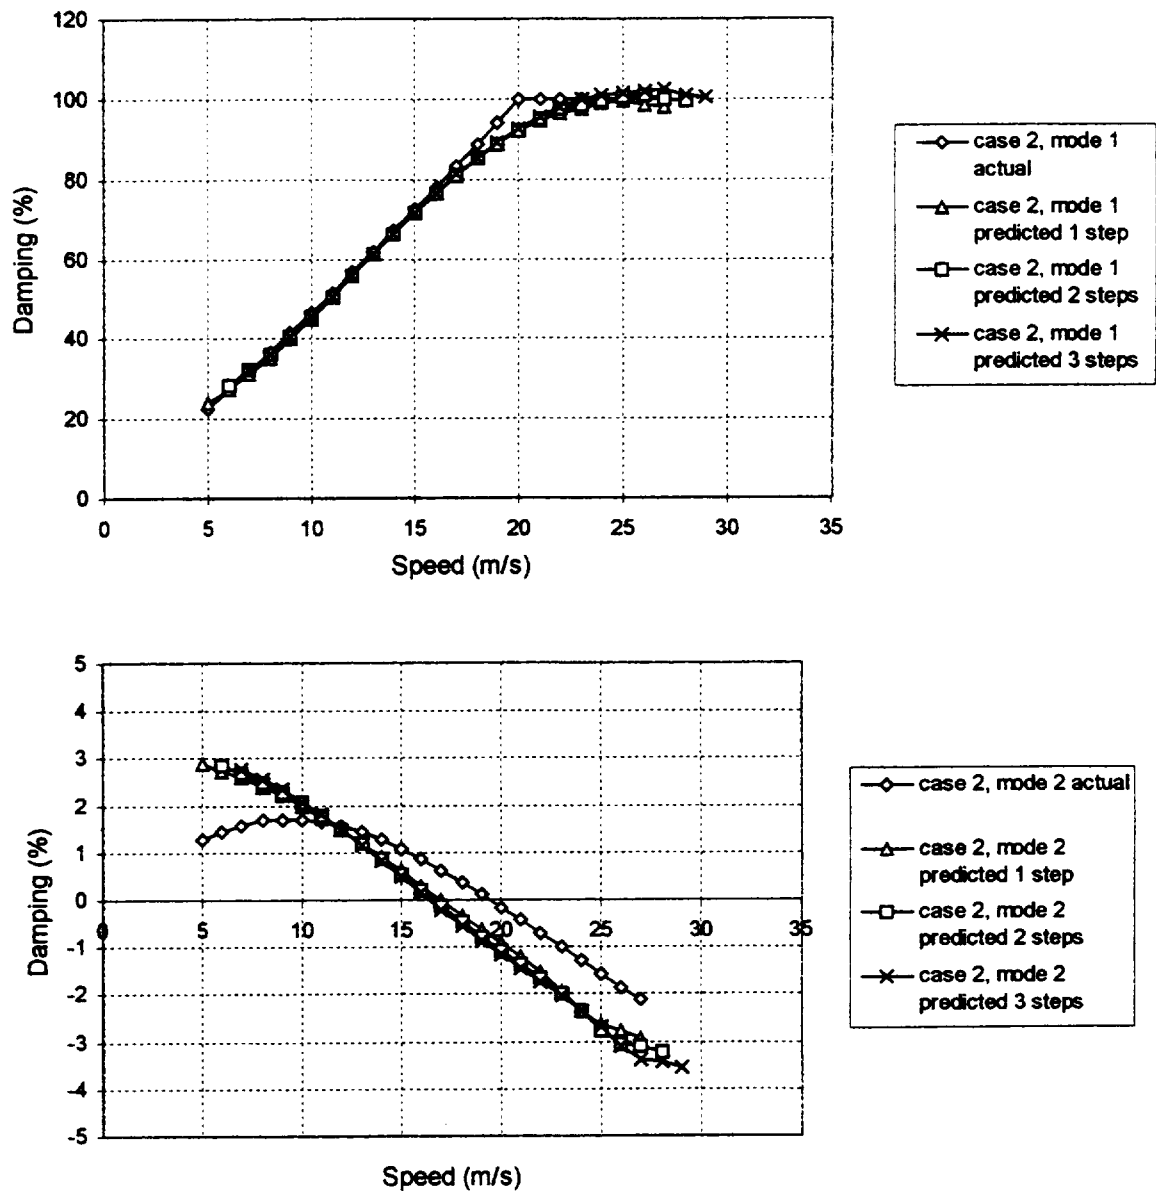 120
100
80
60
40
20
0
Damping (%)
0 5 10 15 20 25 30 35
Speed (m/s)
case 2, mode 1
actual
case 2, mode 1
predicted 1 step
case 2, mode 1
predicted 2 steps
case 2, mode 1
predicted 3 steps
5
4
3
2
1
0
-1
-2
-3
-4
-5
Damping (%)
0 5 10 15 20 25 30 35
Speed (m/s)
case 2, mode 2 actual
case 2, mode 2
predicted 1 step
case 2, mode 2
predicted 2 steps
case 2, mode 2
predicted 3 steps